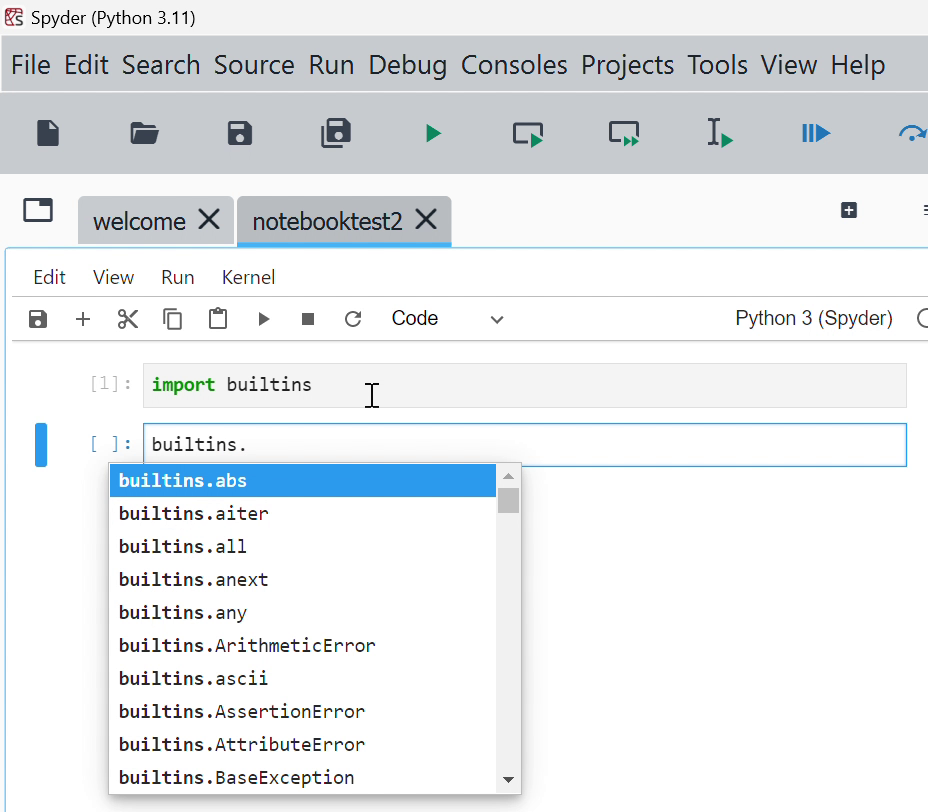 Spyder (Python 3.11)
File Edit Search Source Run Debug Consoles Projects Tools View Help
welcome notebooktest2
Edit View Run Kernel
Code Python 3 (Spyder)
[1]: import builtins
[ ]: builtins.
builtins.abs
builtins.aiter
builtins.all
builtins.anext
builtins.any
builtins.ArithmeticError
builtins.ascii
builtins.AssertionError
builtins.AttributeError
builtins.BaseException